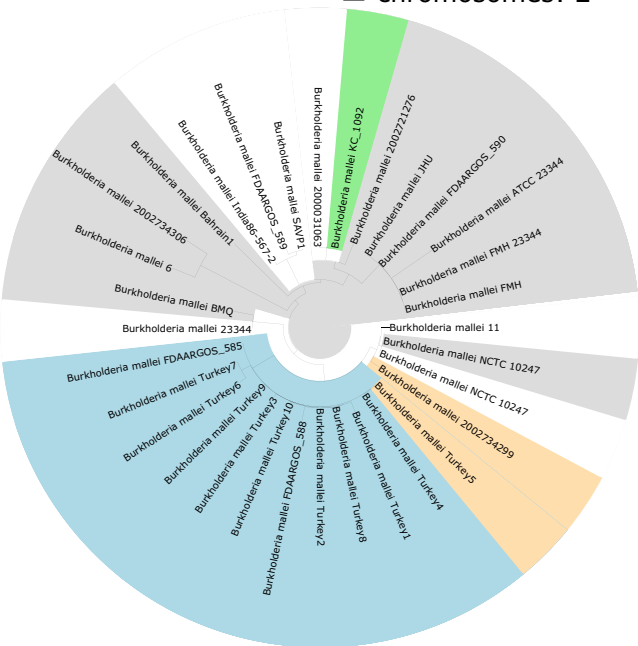 Burkholderia mallei KC_1092
Burkholderia mallei 2002721276
Burkholderia mallei JHU
Burkholderia mallei FDAARGOS_590
Burkholderia mallei ATCC 23344
Burkholderia mallei FMH 23344
Burkholderia mallei FMH
Burkholderia mallei 11
Burkholderia mallei NCTC 10247
Burkholderia mallei NCTC 10247
Burkholderia mallei 2002734299
Burkholderia mallei Turkey5
Burkholderia mallei Turkey4
Burkholderia mallei Turkey1
Burkholderia mallei Turkey8
Burkholderia mallei Turkey2
Burkholderia mallei FDAARGOS_588
Burkholderia mallei Turkey10
Burkholderia mallei Turkey3
Burkholderia mallei Turkey9
Burkholderia mallei Turkey6
Burkholderia mallei Turkey7
Burkholderia mallei FDAARGOS_585
Burkholderia mallei 23344
Burkholderia mallei BMQ
Burkholderia mallei 6
Burkholderia mallei 2002734306
Burkholderia mallei Bahrain1
Burkholderia mallei India86-567-2
Burkholderia mallei FDAARGOS_589
Burkholderia mallei SAVP1
Burkholderia mallei 2000031063